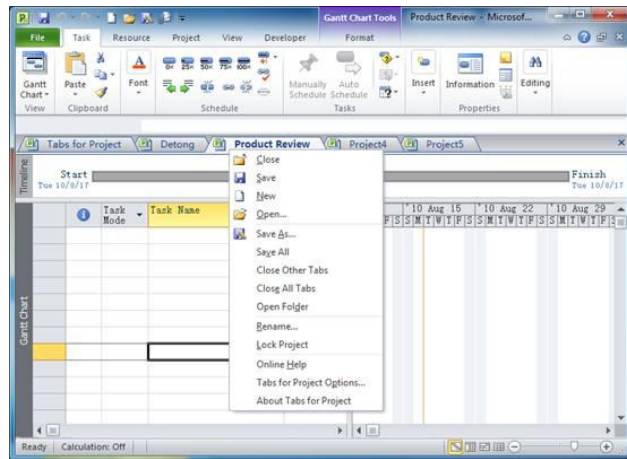 Gantt Chart Tools
Product Review - Microsof...
File Task Resource Project View Developer Format
Gantt Chart
Paste
Font
0% 25% 50% 75% 100%
Manually Schedule
Auto Schedule
Insert
Information
Editing
View Clipboard Schedule Tasks Properties
Tabs for Project Detong Product Review Project4 Project5
Timeline
Start
Tue 10/8/17
Finish
Tue 10/8/17
Task Mode
Task Name
'10 Aug 15 '10 Aug 22 '10 Aug 29
F S S M T W T F S S M T W T F S S M T W T F S
Gantt Chart
Close
Save
New
Open...
Save As...
Save All
Close Other Tabs
Close All Tabs
Open Folder
Rename...
Lock Project
Online Help
Tabs for Project Options...
About Tabs for Project
Ready Calculation: Off